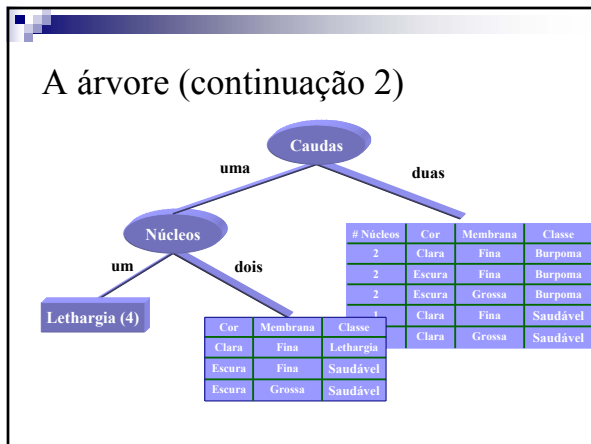 A árvore (continuação 2)
Caudas
uma
duas
Núcleos
um
dois
Lethargia (4)
# Núcleos Cor Membrana Classe
2 Clara Fina Burpoma
2 Escura Fina Burpoma
2 Escura Grossa Burpoma
1 Clara Fina Saudável
Clara Grossa Saudável
Cor Membrana Classe
Clara Fina Lethargia
Escura Fina Saudável
Escura Grossa Saudável